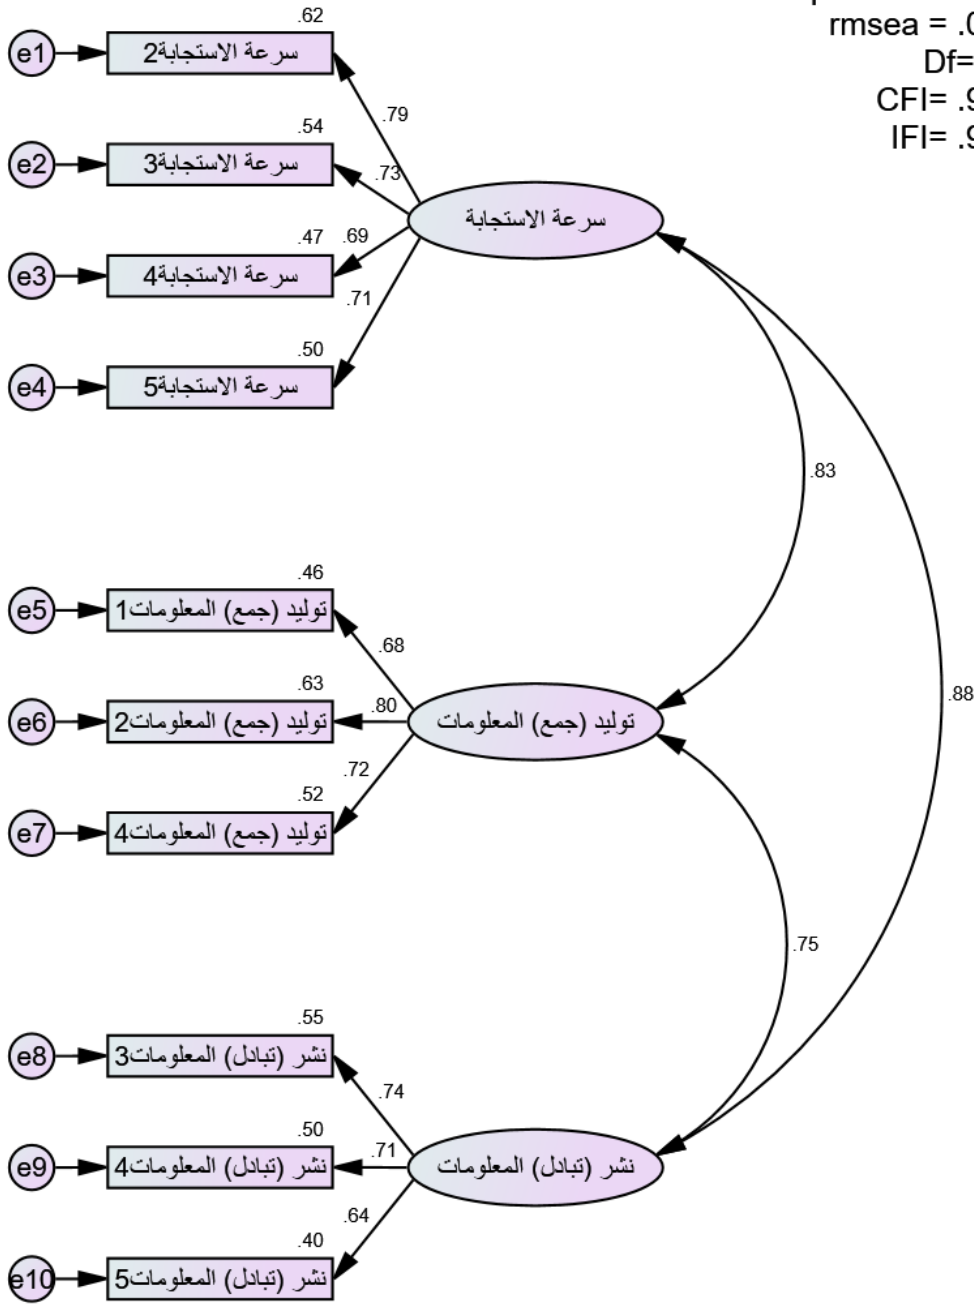 rmsea = .0
Df=
CFI= .9
IFI= .9
.62
e1
سرعة الاستجابة2
.79
.54
e2
سرعة الاستجابة3
.73
سرعة الاستجابة
.47
.69
e3
سرعة الاستجابة4
.71
.50
e4
سرعة الاستجابة5
.83
.46
e5
توليد (جمع) المعلومات1
.68
.63
e6
توليد (جمع) المعلومات2
.80
توليد (جمع) المعلومات
.88
.72
.52
e7
توليد (جمع) المعلومات4
.75
.55
e8
نشر (تبادل) المعلومات3
.74
.50
e9
نشر (تبادل) المعلومات4
.71
نشر (تبادل) المعلومات
.64
.40
e10
نشر (تبادل) المعلومات5